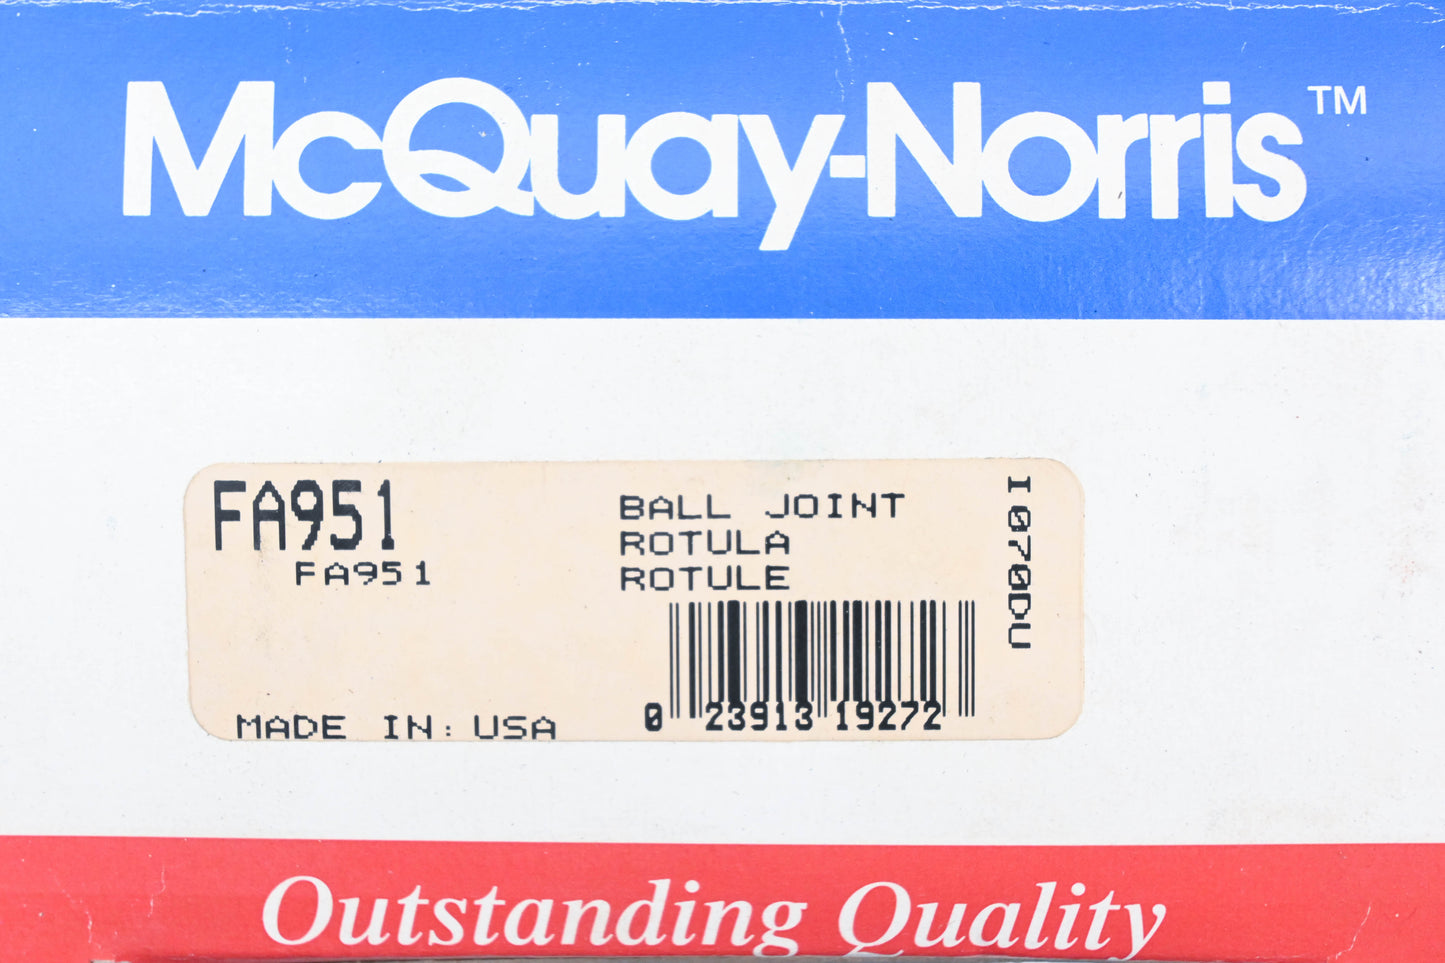 McQuay-Norris™
FA951
FA951
BALL JOINT
ROTULA
ROTULE
I070DU
0 23913 19272
MADE IN: USA
Outstanding Quality